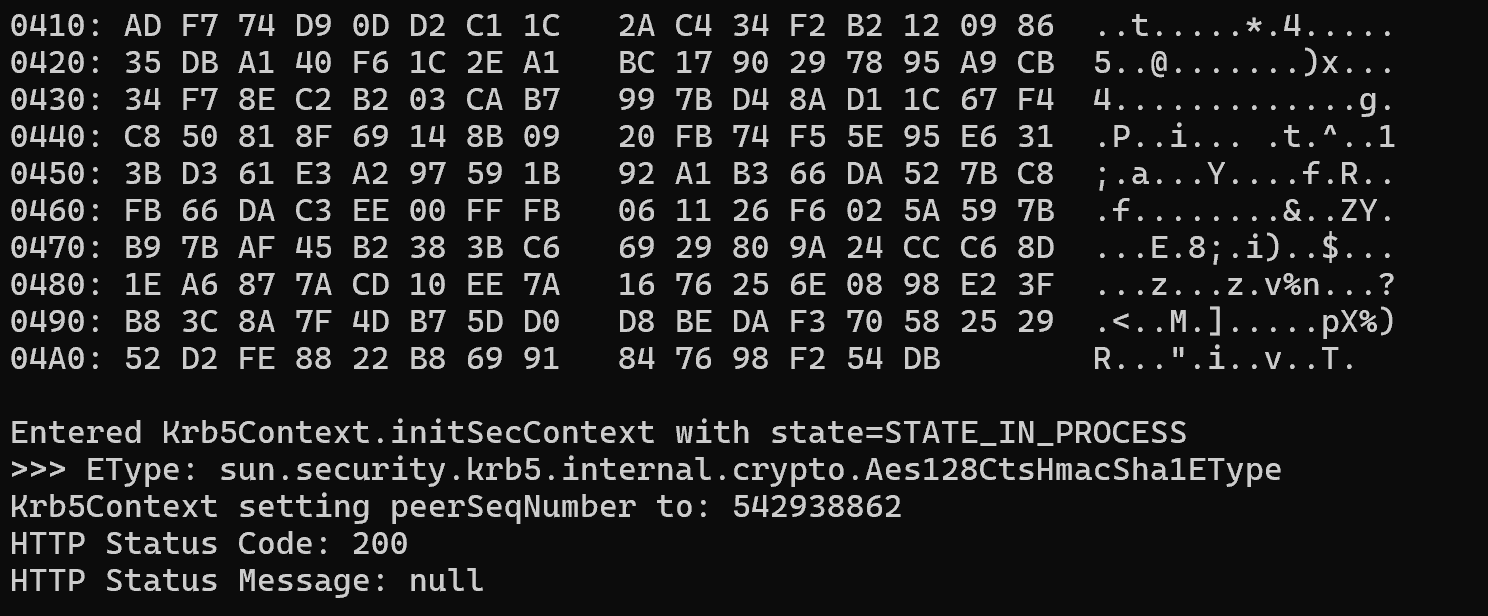 0410: AD F7 74 D9 0D D2 C1 1C   2A C4 34 F2 B2 12 09 86  ..t.....*.4.....
0420: 35 DB A1 40 F6 1C 2E A1   BC 17 90 29 78 95 A9 CB  5..@.......)x...
0430: 34 F7 8E C2 B2 03 CA B7   99 7B D4 8A D1 1C 67 F4  4.............g.
0440: C8 50 81 8F 69 14 8B 09   20 FB 74 F5 5E 95 E6 31  .P..i... .t.^..1
0450: 3B D3 61 E3 A2 97 59 1B   92 A1 B3 66 DA 52 7B C8  ;.a...Y....f.R..
0460: FB 66 DA C3 EE 00 FF FB   06 11 26 F6 02 5A 59 7B  .f........&..ZY.
0470: B9 7B AF 45 B2 38 3B C6   69 29 80 9A 24 CC C6 8D  ...E.8;.i)..$...
0480: 1E A6 87 7A CD 10 EE 7A   16 76 25 6E 08 98 E2 3F  ...z...z.v%n...?
0490: B8 3C 8A 7F 4D B7 5D D0   D8 BE DA F3 70 58 25 29  .<..M.].....pX%)
04A0: 52 D2 FE 88 22 B8 69 91   84 76 98 F2 54 DB        R...".i..v..T.

Entered Krb5Context.initSecContext with state=STATE_IN_PROCESS
>>> EType: sun.security.krb5.internal.crypto.Aes128CtsHmacSha1EType
Krb5Context setting peerSeqNumber to: 542938862
HTTP Status Code: 200
HTTP Status Message: null